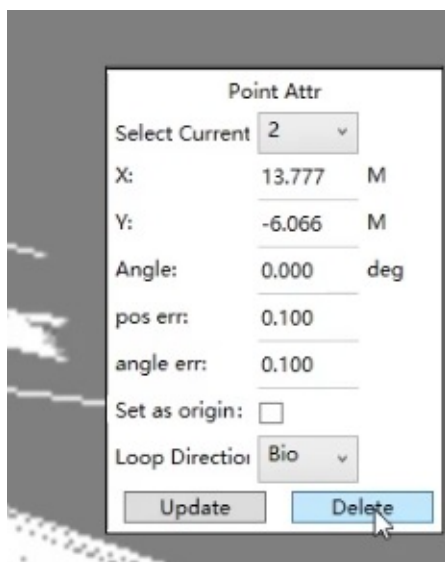 Point Attr
Select Current 2
X: 13.777 M
Y: -6.066 M
Angle: 0.000 deg
pos err: 0.100
angle err: 0.100
Set as origin:
Loop Direction Bio
Update Delete